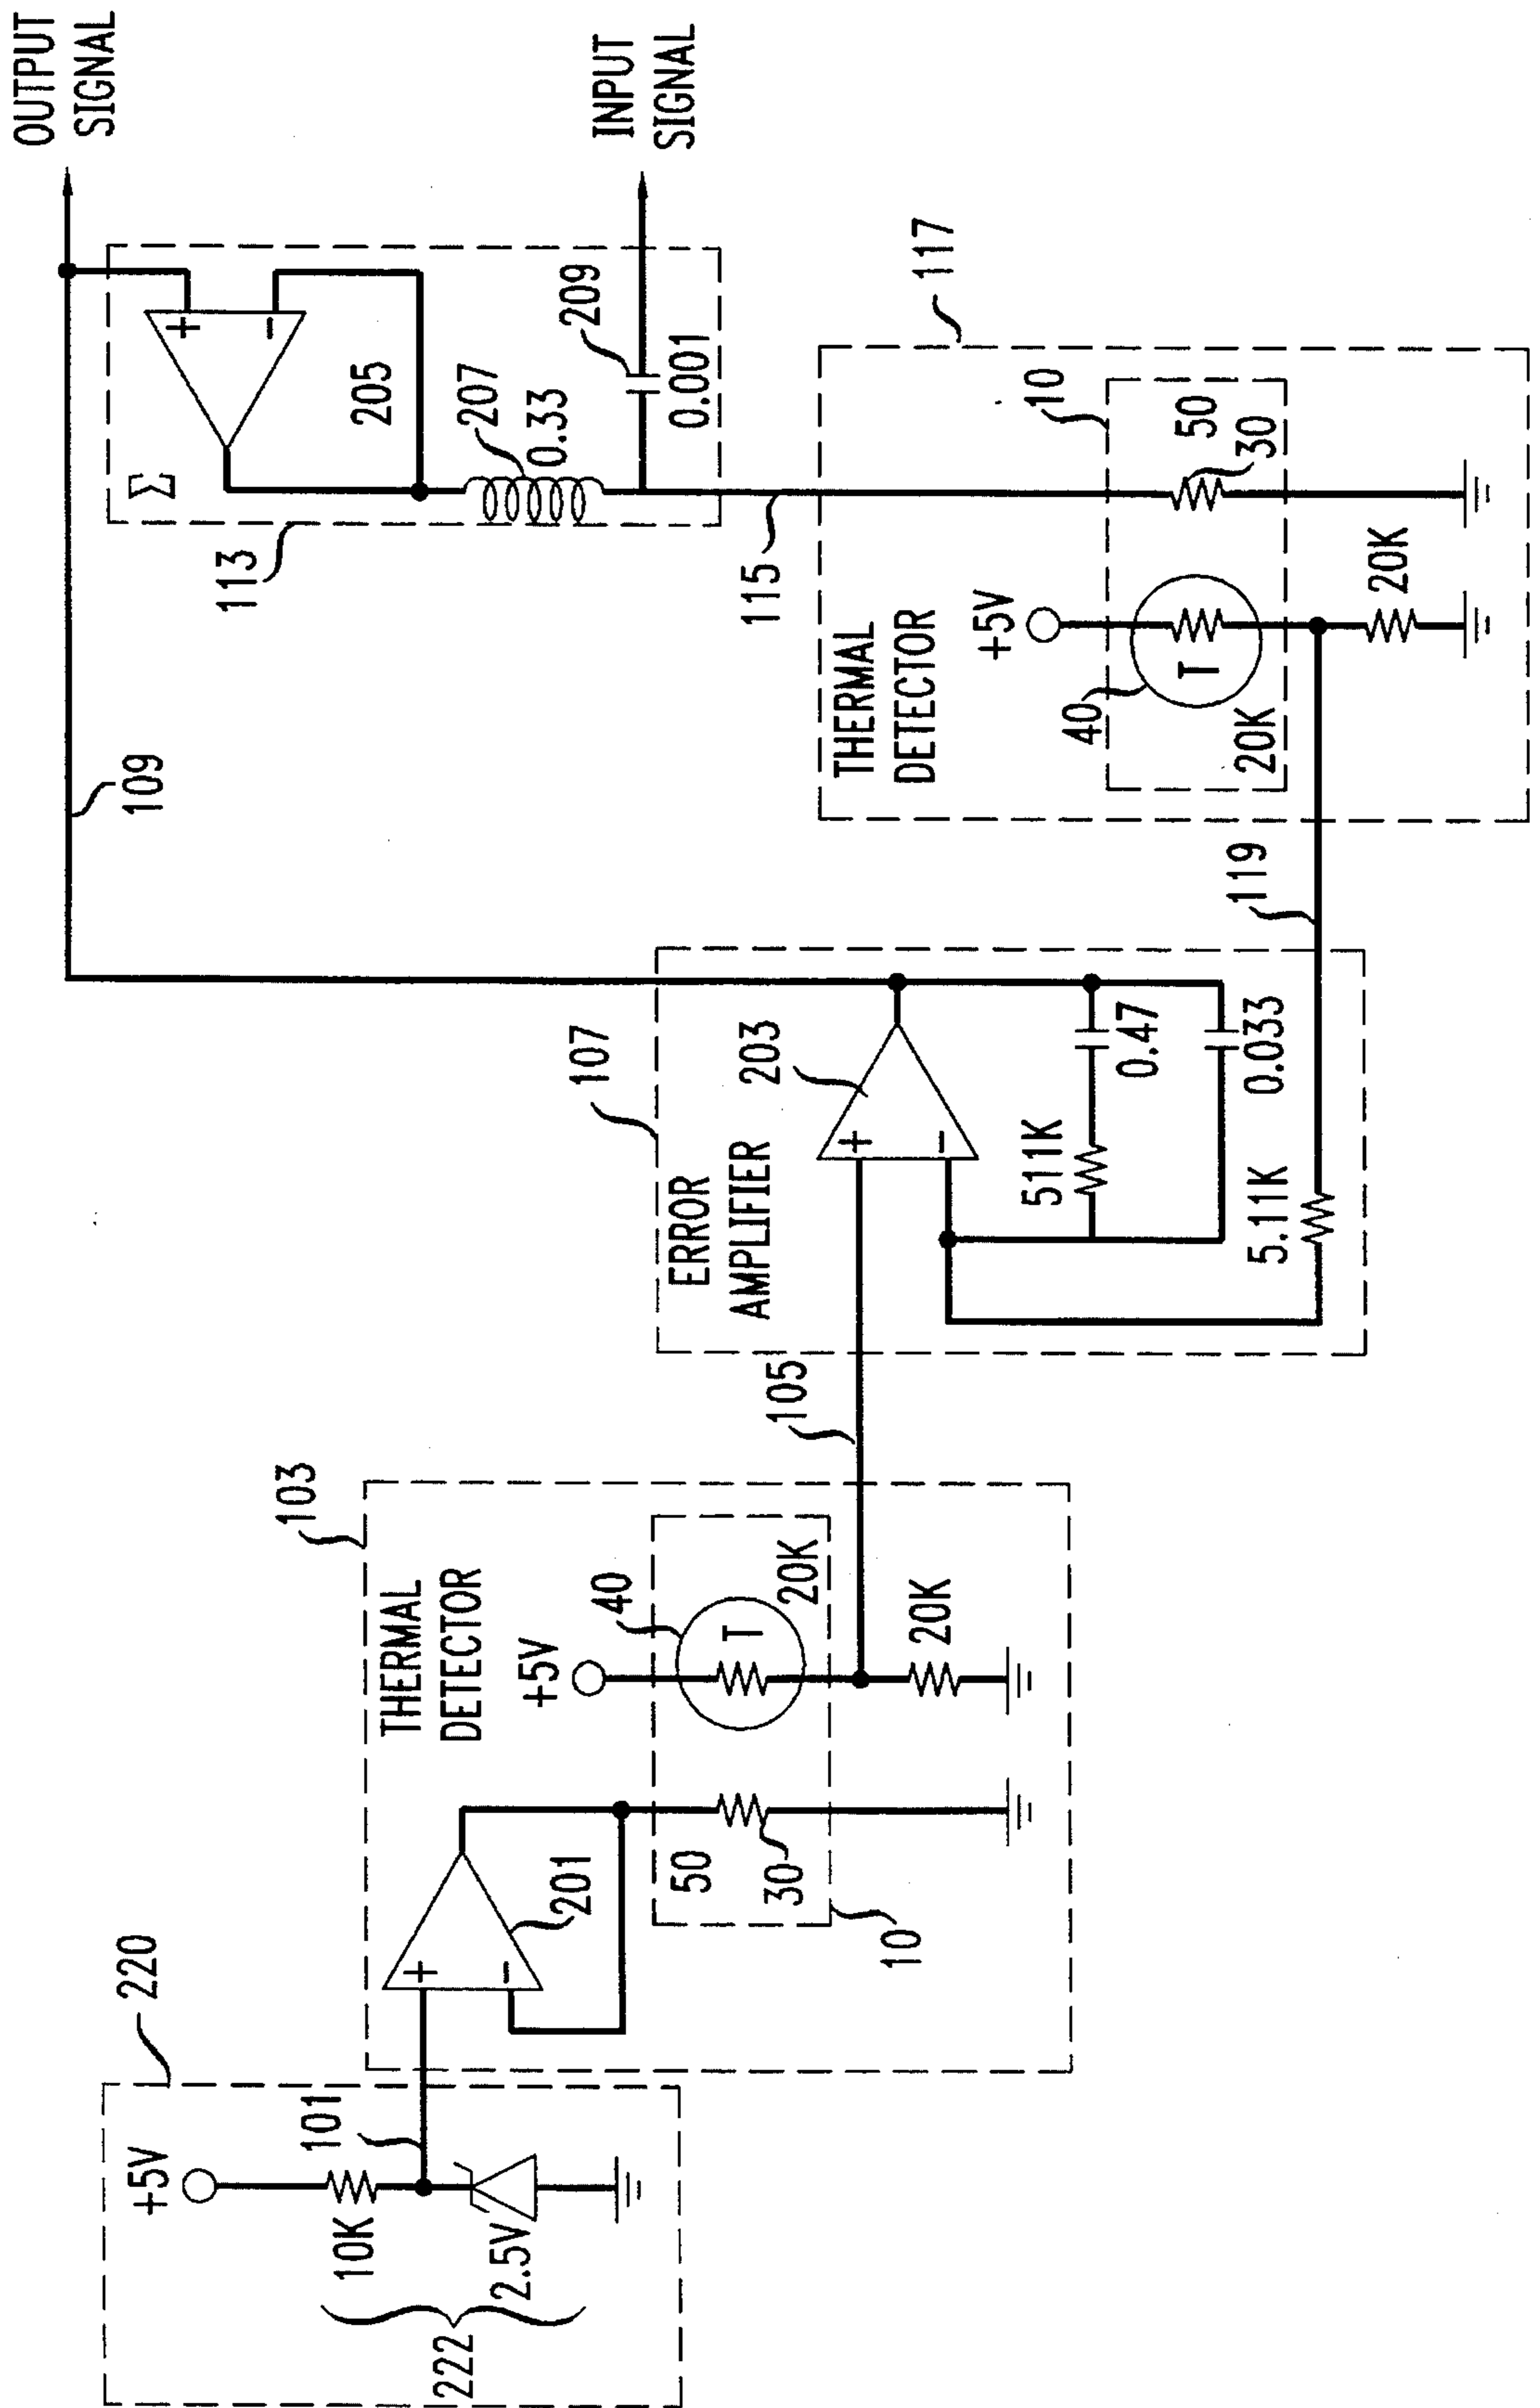 220
+5V
101
10K
2.5V
222
103
THERMAL
DETECTOR
+
-
201
+5V
40
T
20K
50
30
10
20K
105
107
ERROR
AMPLIFIER
203
+
-
511K
0.47
0.033
5.11K
109
119
113
Σ
+
-
205
207
0.33
209
0.001
OUTPUT
SIGNAL
INPUT
SIGNAL
115
117
THERMAL
DETECTOR
+5V
10
40
T
20K
50
30
20K